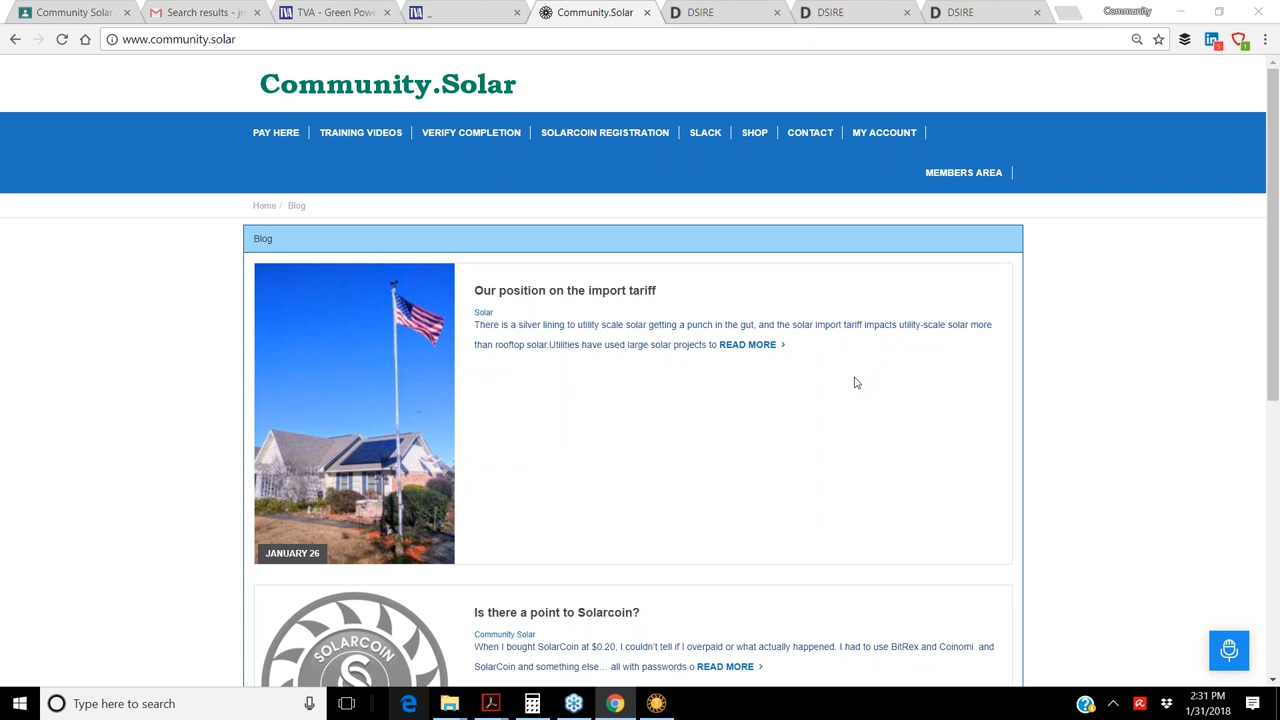 Community Solar
Search results - jm
TVA - Green Powe
_
Community.Solar
DSIRE
DSIRE
DSIRE
Community
www.community.solar
Community.Solar
PAY HERE
TRAINING VIDEOS
VERIFY COMPLETION
SOLARCOIN REGISTRATION
SLACK
SHOP
CONTACT
MY ACCOUNT
MEMBERS AREA
Home / Blog
Blog
Our position on the import tariff
Solar
There is a silver lining to utility scale solar getting a punch in the gut, and the solar import tariff impacts utility-scale solar more
than rooftop solar.Utilities have used large solar projects to READ MORE >
JANUARY 26
Is there a point to Solarcoin?
Community Solar
When I bought SolarCoin at $0.20, I couldn't tell if I overpaid or what actually happened. I had to use BitRex and Coinomi and
SolarCoin and something else… all with passwords o READ MORE >
SOLARCOIN
Type here to search
2:31 PM
1/31/2018